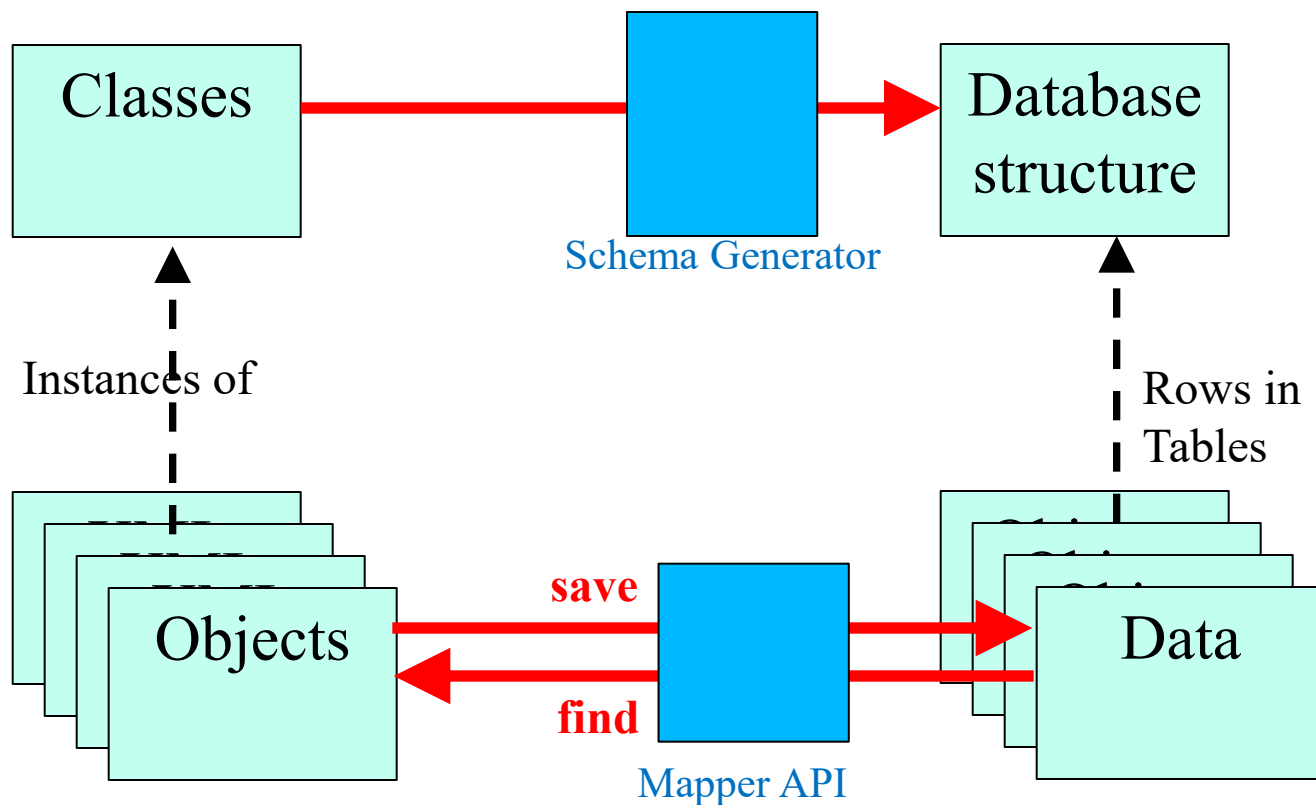 Classes
Database
structure
Schema Generator
Instances of
Rows in
Tables
save
Objects
Data
find
Mapper API